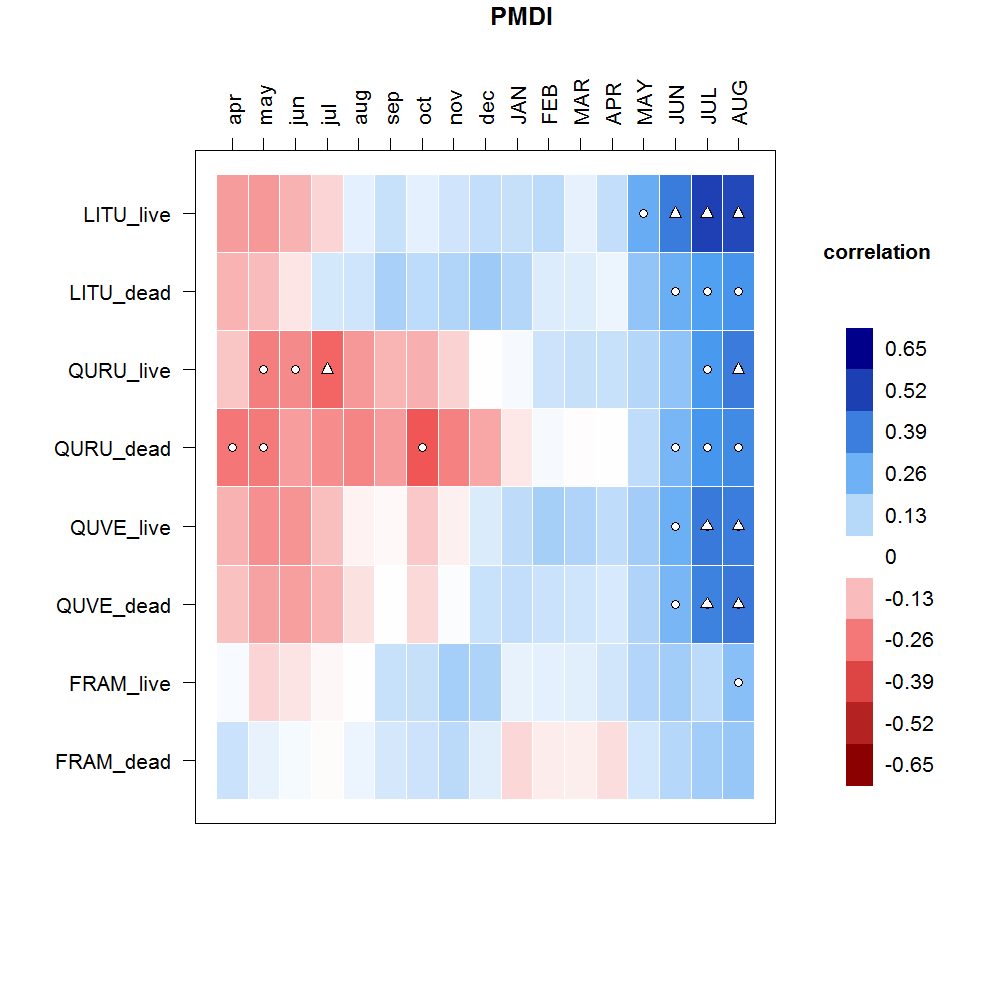 PMDI
apr may jun jul aug sep oct nov dec JAN FEB MAR APR MAY JUN JUL AUG
LITU_live
LITU_dead
QURU_live
QURU_dead
QUVE_live
QUVE_dead
FRAM_live
FRAM_dead
correlation
0.65
0.52
0.39
0.26
0.13
0
-0.13
-0.26
-0.39
-0.52
-0.65